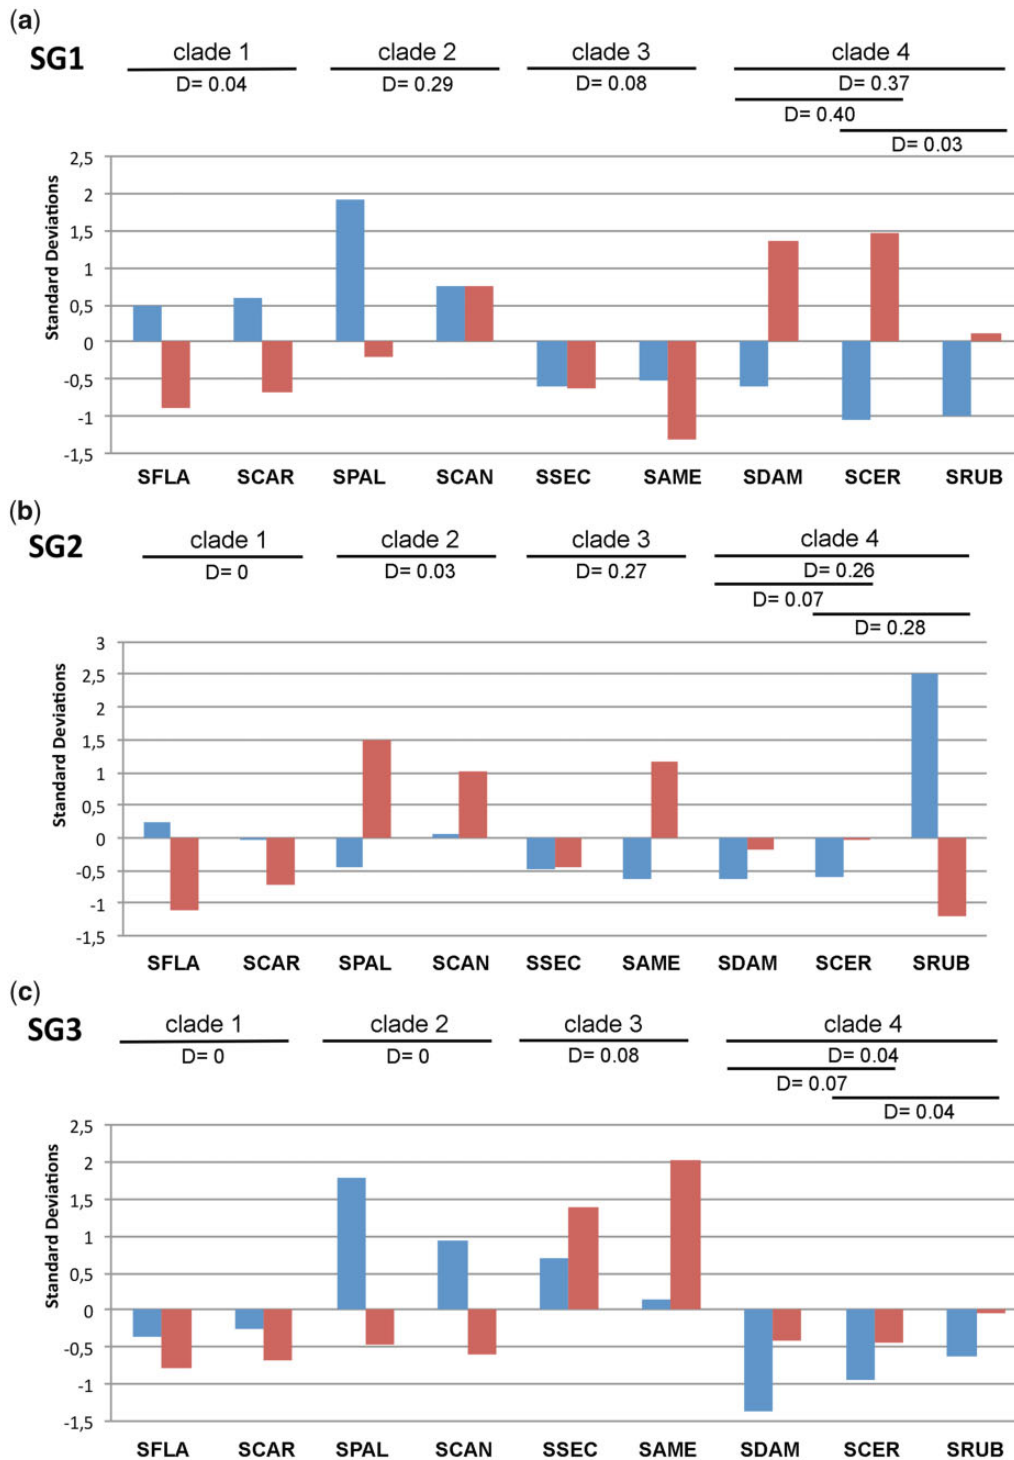 (a)
SG1
clade 1 clade 2 clade 3 clade 4
D= 0.04 D= 0.29 D= 0.08 D= 0.37
D= 0.40
D= 0.03
Standard Deviations
2,5
2
1,5
1
0,5
0
-0,5
-1
-1,5
SFLA SCAR SPAL SCAN SSEC SAME SDAM SCER SRUB
(b)
SG2
clade 1 clade 2 clade 3 clade 4
D= 0 D= 0.03 D= 0.27 D= 0.26
D= 0.07
D= 0.28
Standard Deviations
3
2,5
2
1,5
1
0,5
0
-0,5
-1
-1,5
SFLA SCAR SPAL SCAN SSEC SAME SDAM SCER SRUB
(c)
SG3
clade 1 clade 2 clade 3 clade 4
D= 0 D= 0 D= 0.08 D= 0.04
D= 0.07
D= 0.04
Standard Deviations
2,5
2
1,5
1
0,5
0
-0,5
-1
-1,5
SFLA SCAR SPAL SCAN SSEC SAME SDAM SCER SRUB